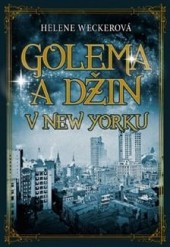 HELENE WECKEROVÁ
GOLEMA
A DŽIN
V NEW YORKU